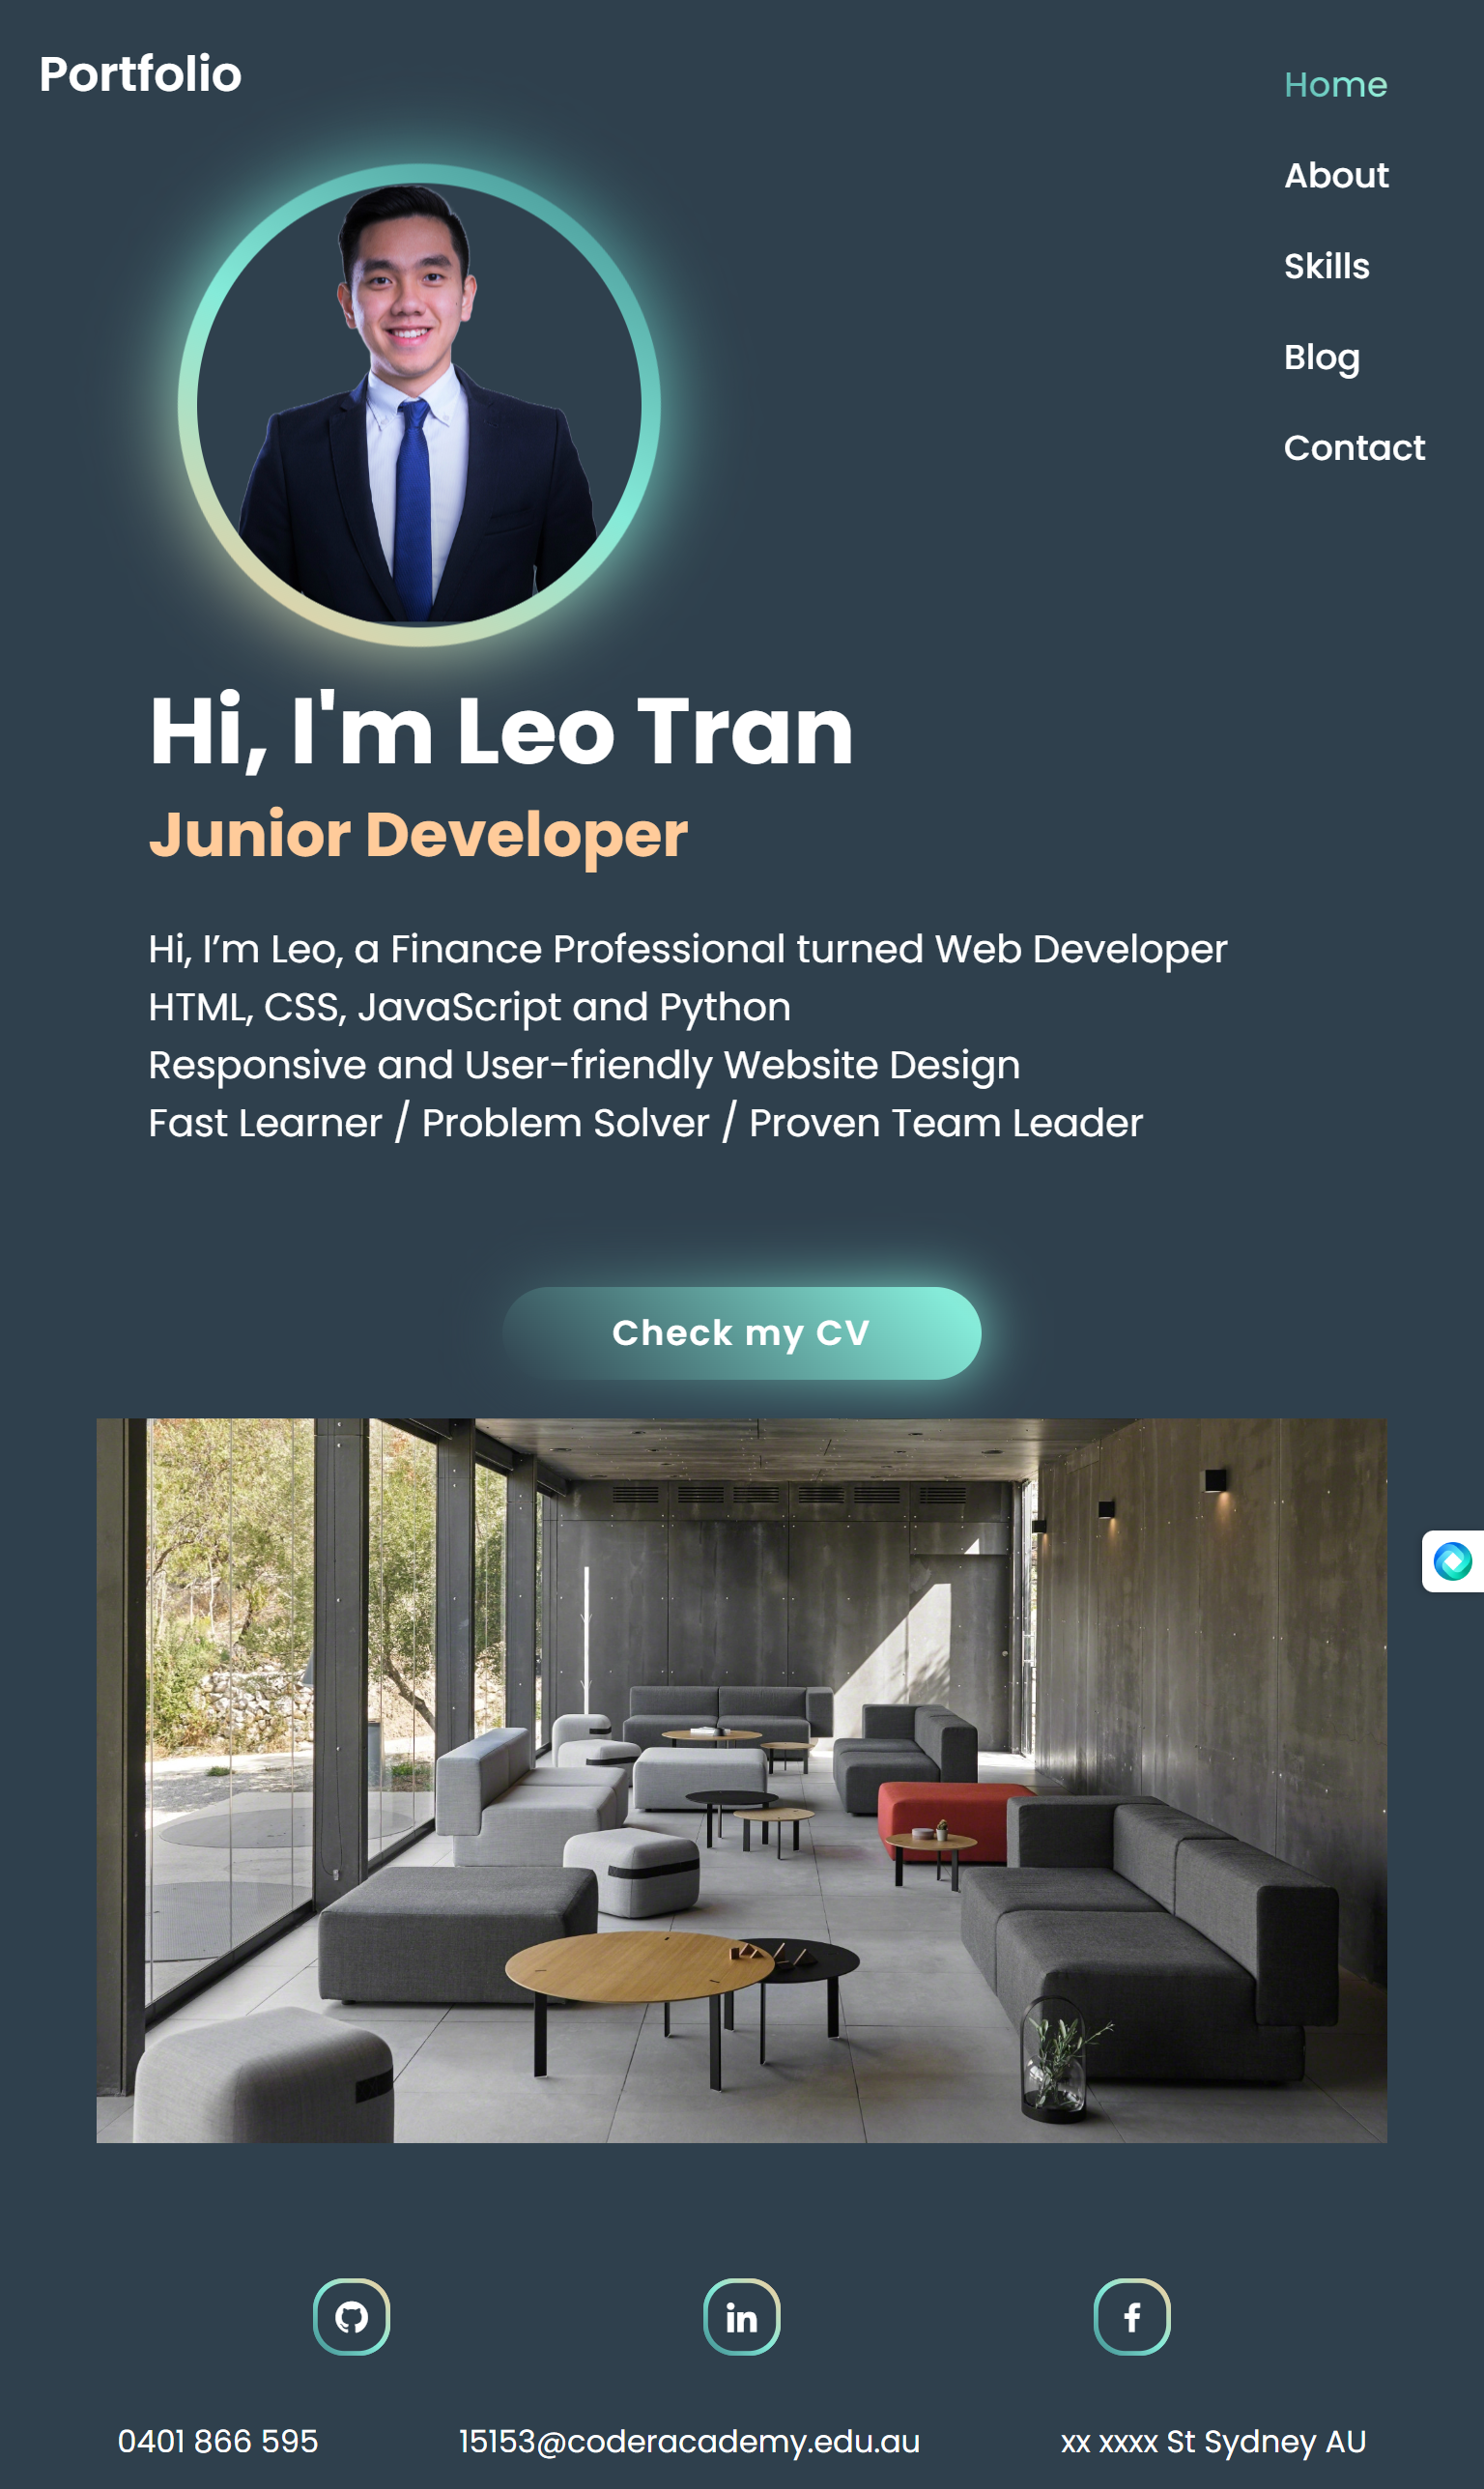 Portfolio
Home
About
Skills
Blog
Contact
Hi, I'm Leo Tran
Junior Developer
Hi, I’m Leo, a Finance Professional turned Web Developer
HTML, CSS, JavaScript and Python
Responsive and User-friendly Website Design
Fast Learner / Problem Solver / Proven Team Leader
Check my CV
in
f
0401 866 595
15153@coderacademy.edu.au
xx xxxx St Sydney AU